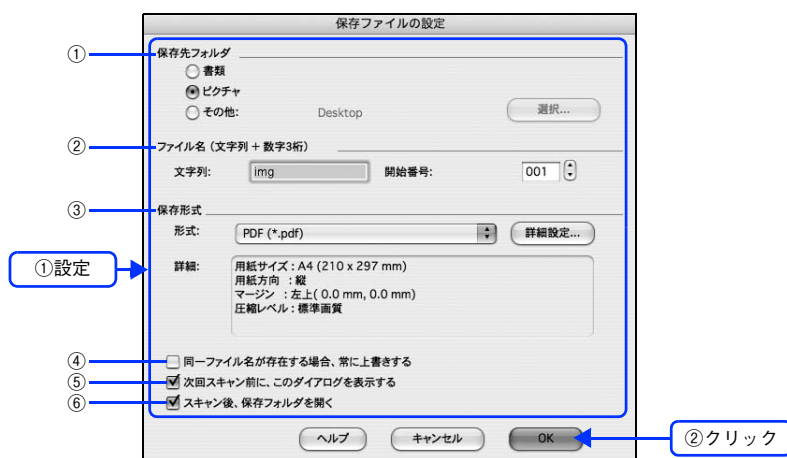 保存ファイルの設定
① 保存先フォルダ
書類
ピクチャ
その他: Desktop 選択...
② ファイル名 (文字列 + 数字3桁)
文字列: img 開始番号: 001
③ 保存形式
形式: PDF (*.pdf) 詳細設定...
①設定
詳細: 用紙サイズ : A4 (210 x 297 mm)
用紙方向 : 縦
マージン : 左上( 0.0 mm, 0.0 mm)
圧縮レベル : 標準画質
④ 同一ファイル名が存在する場合、常に上書きする
⑤ 次回スキャン前に、このダイアログを表示する
⑥ スキャン後、保存フォルダを開く
ヘルプ キャンセル OK ②クリック